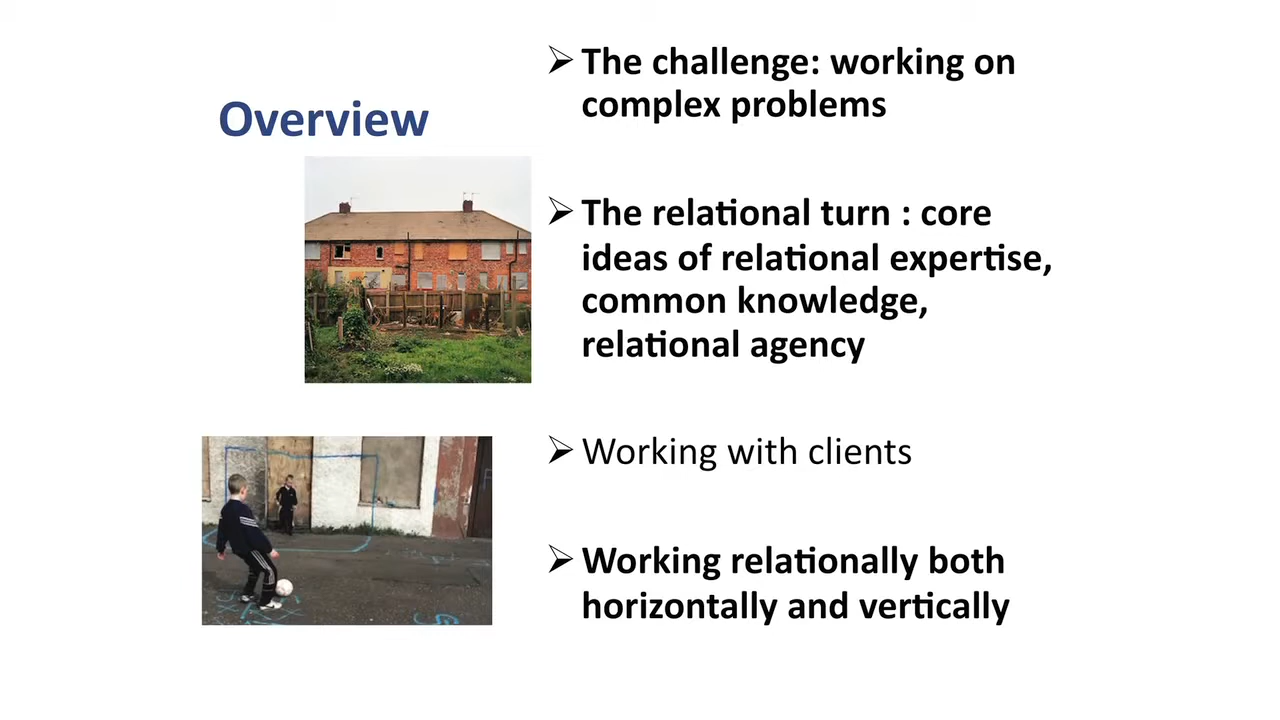 Overview
➢ The challenge: working on
complex problems
➢ The relational turn : core
ideas of relational expertise,
common knowledge,
relational agency
➢ Working with clients
➢ Working relationally both
horizontally and vertically